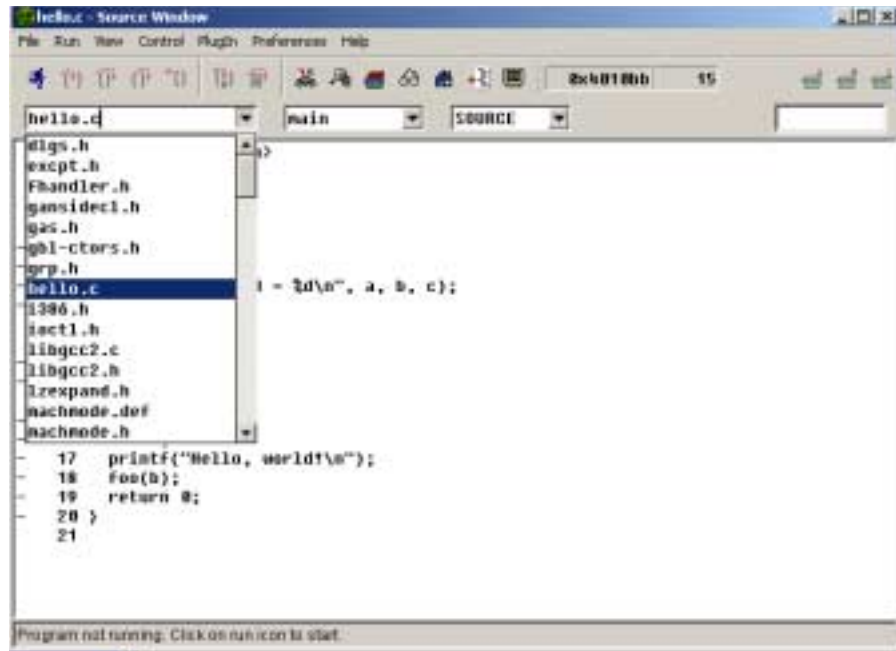 hello.c - Source Window
File Run View Control PlugIn Preferences Help
0x4010bb 15
hello.c main SOURCE
dlgs.h
excpt.h
Fhandler.h
gansidecl.h
gas.h
gbl-ctors.h
grp.h
hello.c
= %d\n", a, b, c);
i386.h
ioctl.h
libgcc2.c
libgcc2.h
lzexpand.h
machmode.def
machmode.h
17 printf("Hello, world!\n");
18 foo(b);
19 return 0;
20 }
21
Program not running. Click on run icon to start.